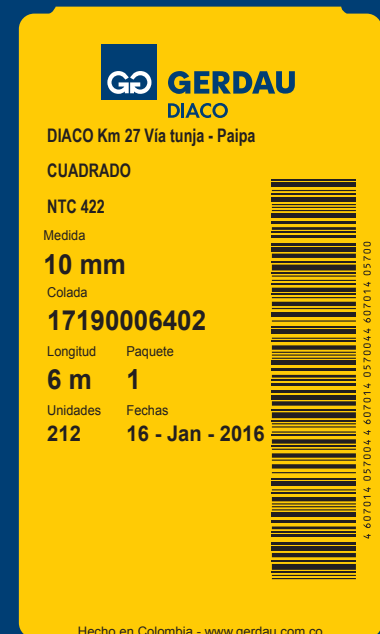 GG GERDAU
DIACO
DIACO Km 27 Vía tunja - Paipa
CUADRADO
NTC 422
Medida
10 mm
Colada
17190006402
Longitud Paquete
6 m 1
Unidades Fechas
212 16 - Jan - 2016
4 607014 057004 4 607014 0570044 607014 05700
Hecho en Colombia - www.gerdau.com.co